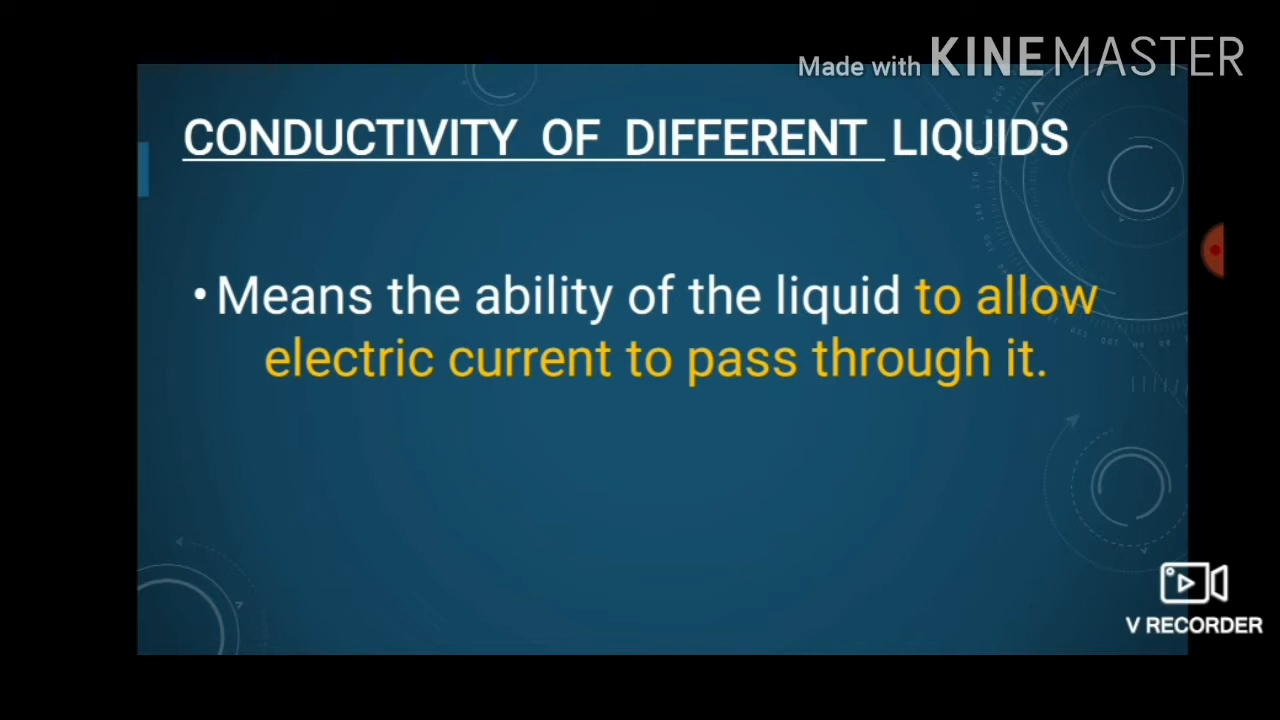 Made with KINEMASTER
CONDUCTIVITY OF DIFFERENT LIQUIDS
• Means the ability of the liquid to allow
electric current to pass through it.
V RECORDER